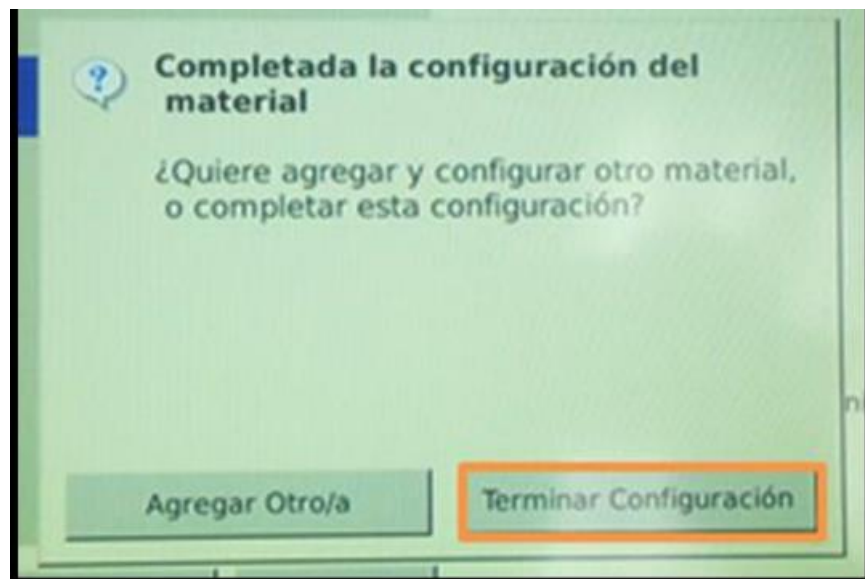 Completada la configuración del
material
¿Quiere agregar y configurar otro material,
o completar esta configuración?
Agregar Otro/a
Terminar Configuración